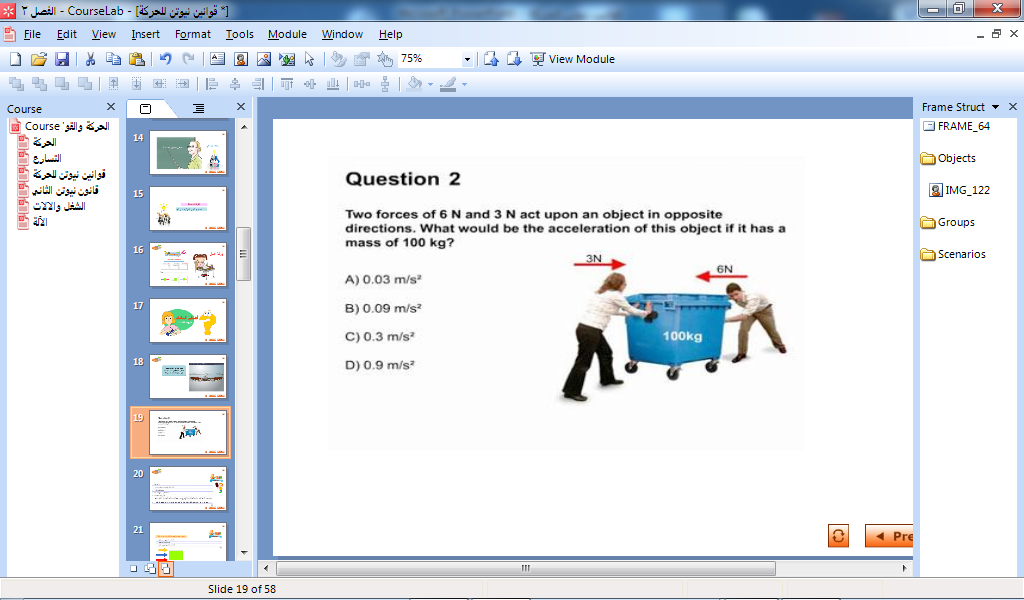 الفصل ٢ - CourseLab - [قوانين نيوتن للحركة *]
File Edit View Insert Format Tools Module Window Help
75%
View Module
Course
Frame Struct
Course 'الحركة والقو
الحركة
التسارع
قوانين نيوتن للحركة
قانون نيوتن الثاني
الشغل والآلات
الآلة
14
15
16
17
18
19
20
21
Question 2
Two forces of 6 N and 3 N act upon an object in opposite
directions. What would be the acceleration of this object if it has a
mass of 100 kg?
A) 0.03 m/s²
B) 0.09 m/s²
C) 0.3 m/s²
D) 0.9 m/s²
3N
6N
100kg
Pre
FRAME_64
Objects
IMG_122
Groups
Scenarios
Slide 19 of 58